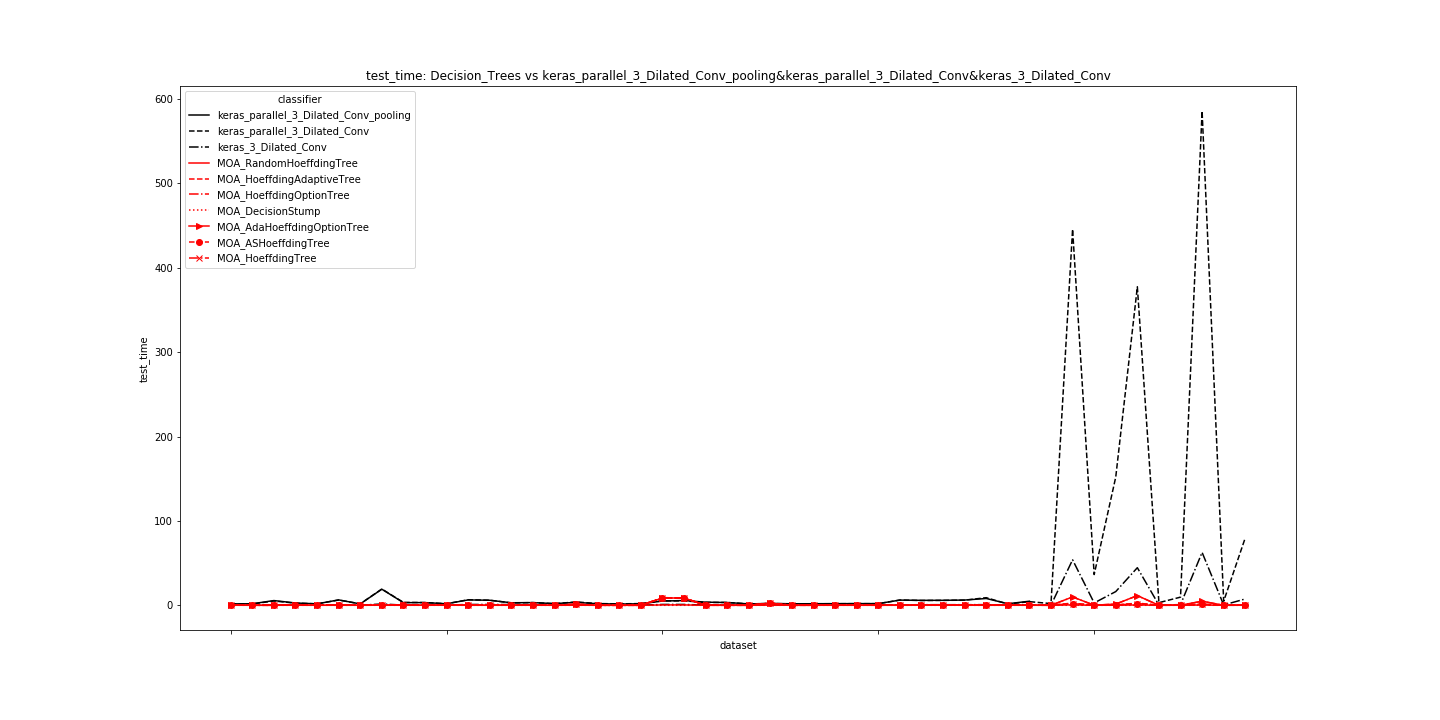 test_time: Decision_Trees vs keras_parallel_3_Dilated_Conv_pooling&keras_parallel_3_Dilated_Conv&keras_3_Dilated_Conv
classifier
keras_parallel_3_Dilated_Conv_pooling
keras_parallel_3_Dilated_Conv
keras_3_Dilated_Conv
MOA_RandomHoeffdingTree
MOA_HoeffdingAdaptiveTree
MOA_HoeffdingOptionTree
MOA_DecisionStump
MOA_AdaHoeffdingOptionTree
MOA_ASHoeffdingTree
MOA_HoeffdingTree
600
500
400
300
200
100
0
test_time
dataset